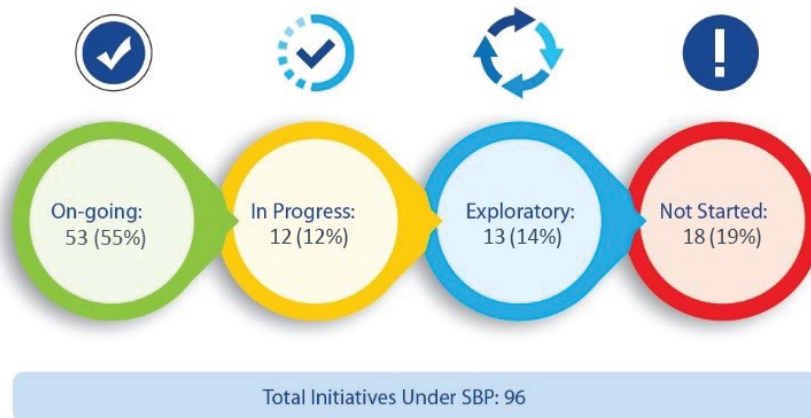 On-going:
53 (55%)
In Progress:
12 (12%)
Exploratory:
13 (14%)
Not Started:
18 (19%)
Total Initiatives Under SBP: 96